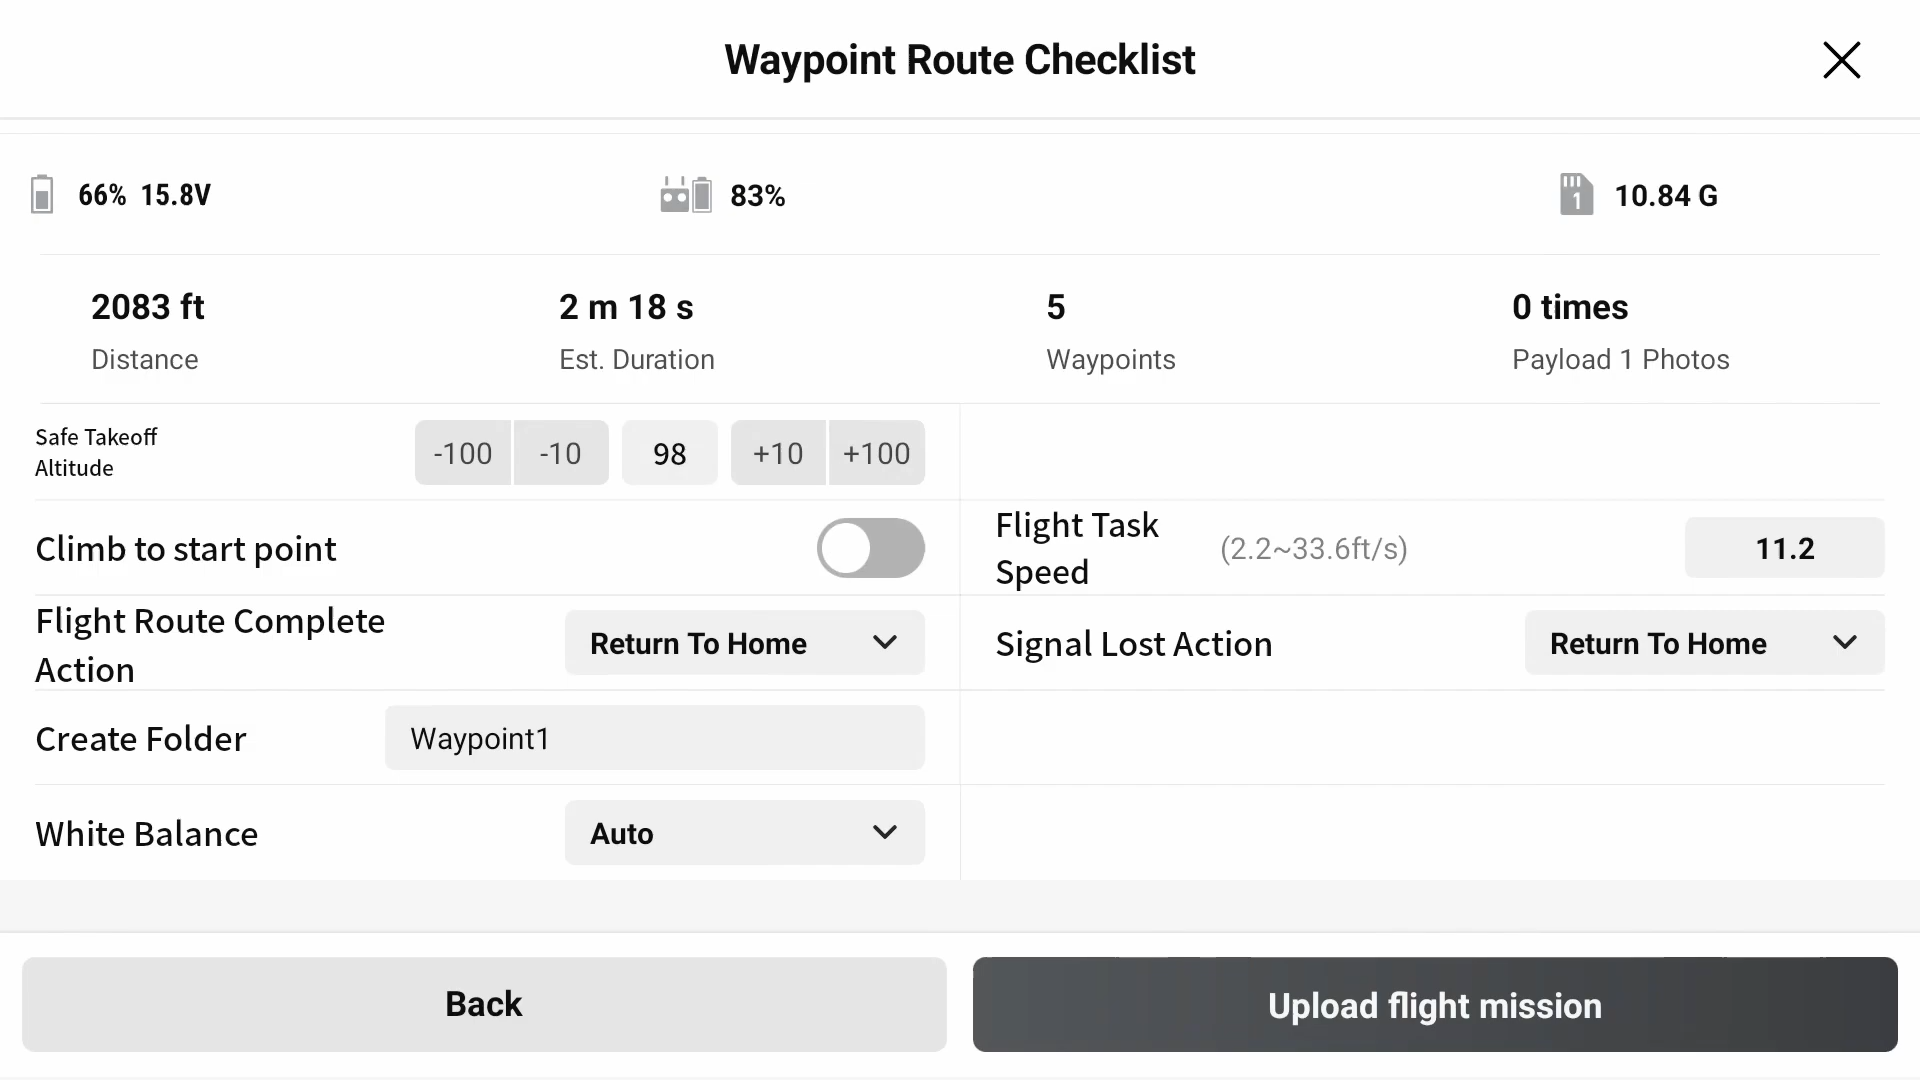 Waypoint Route Checklist
66% 15.8V
83%
1
10.84 G
2083 ft
2 m 18 s
5
0 times
Distance
Est. Duration
Waypoints
Payload 1 Photos
Safe Takeoff
Altitude
-100
-10
98
+10
+100
Climb to start point
Flight Task
Speed
(2.2~33.6ft/s)
11.2
Flight Route Complete
Action
Return To Home
Signal Lost Action
Return To Home
Create Folder
Waypoint1
White Balance
Auto
Back
Upload flight mission